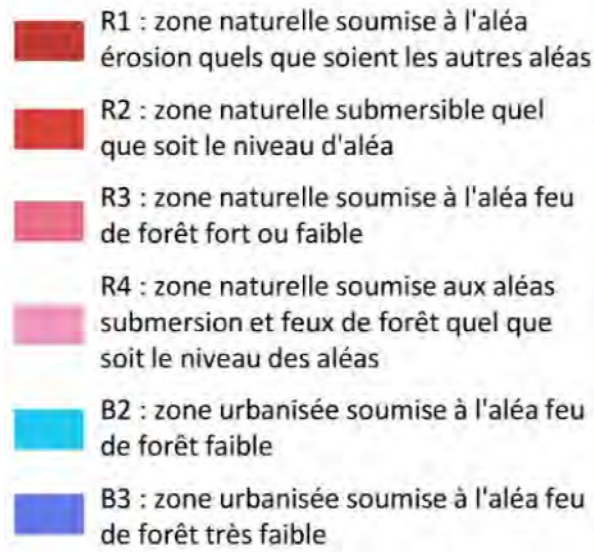 R1 : zone naturelle soumise à l'aléa
érosion quels que soient les autres aléas
R2 : zone naturelle submersible quel
que soit le niveau d'aléa
R3 : zone naturelle soumise à l'aléa feu
de forêt fort ou faible
R4 : zone naturelle soumise aux aléas
submersion et feux de forêt quel que
soit le niveau des aléas
B2 : zone urbanisée soumise à l'aléa feu
de forêt faible
B3 : zone urbanisée soumise à l'aléa feu
de forêt très faible